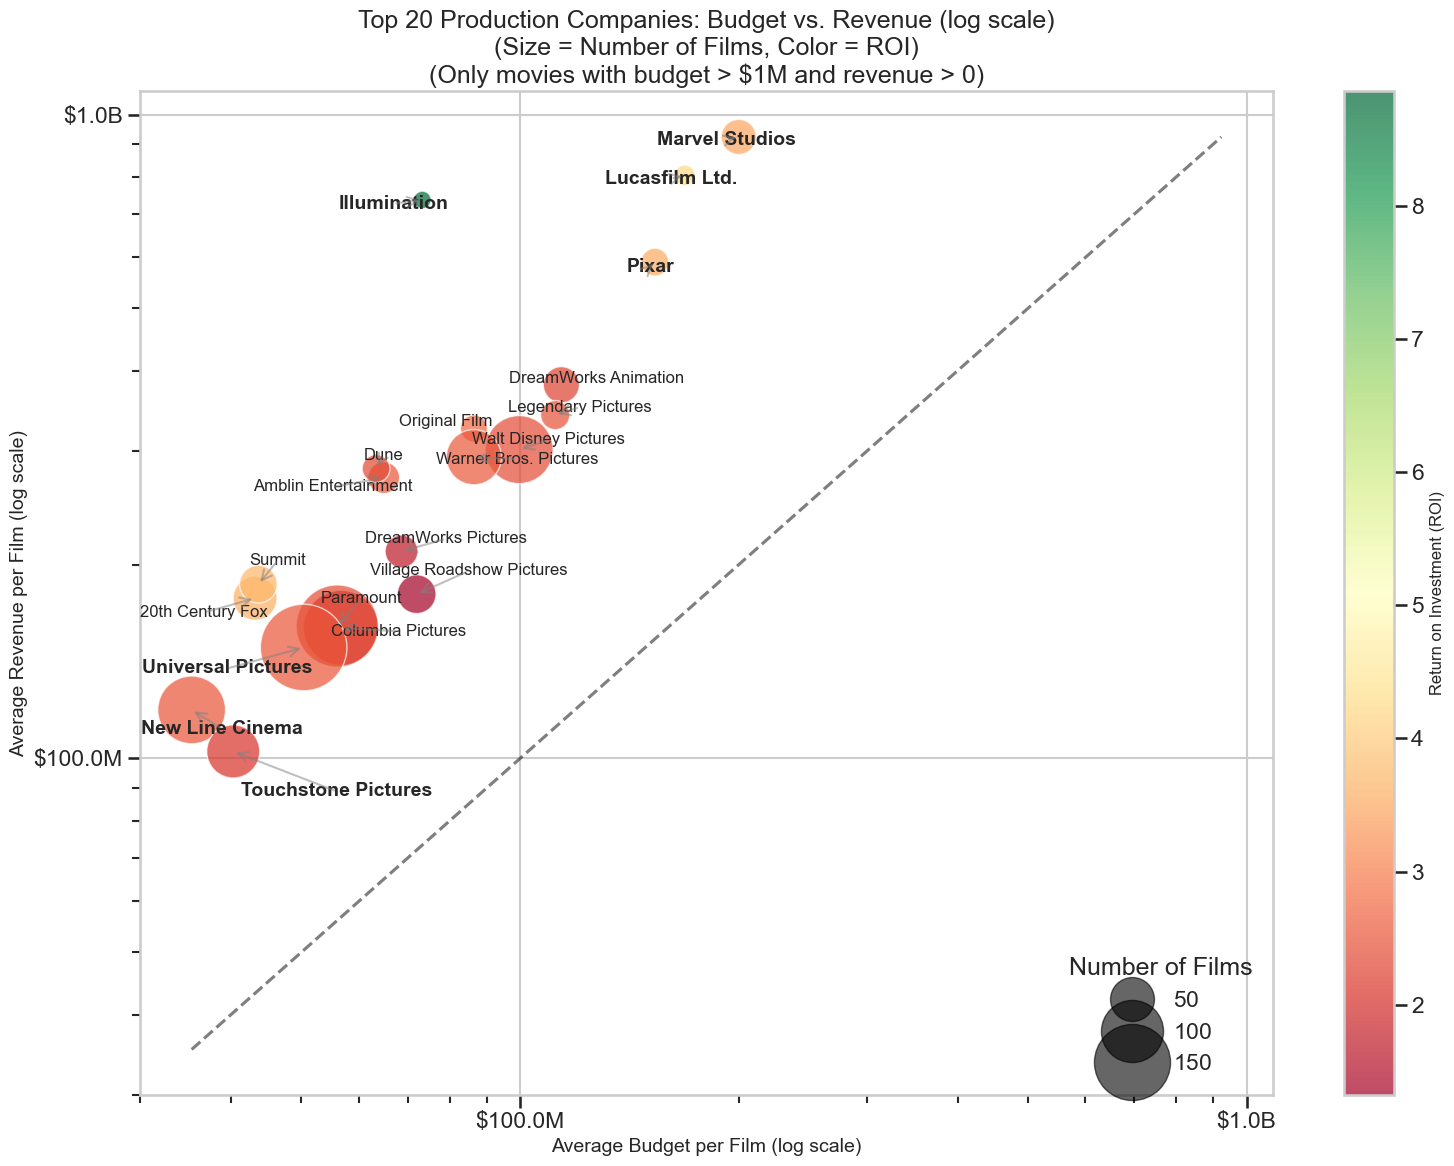 Top 20 Production Companies: Budget vs. Revenue (log scale)
(Size = Number of Films, Color = ROI)
(Only movies with budget > $1M and revenue > 0)
$1.0B
$100.0M
Average Revenue per Film (log scale)
Marvel Studios
Lucasfilm Ltd.
Illumination
Pixar
DreamWorks Animation
Legendary Pictures
Original Film
Walt Disney Pictures
Warner Bros. Pictures
Dune
Amblin Entertainment
DreamWorks Pictures
Summit
Village Roadshow Pictures
Paramount
20th Century Fox
Columbia Pictures
Universal Pictures
New Line Cinema
Touchstone Pictures
Number of Films
50
100
150
$100.0M
$1.0B
Average Budget per Film (log scale)
8
7
6
5
4
3
2
Return on Investment (ROI)